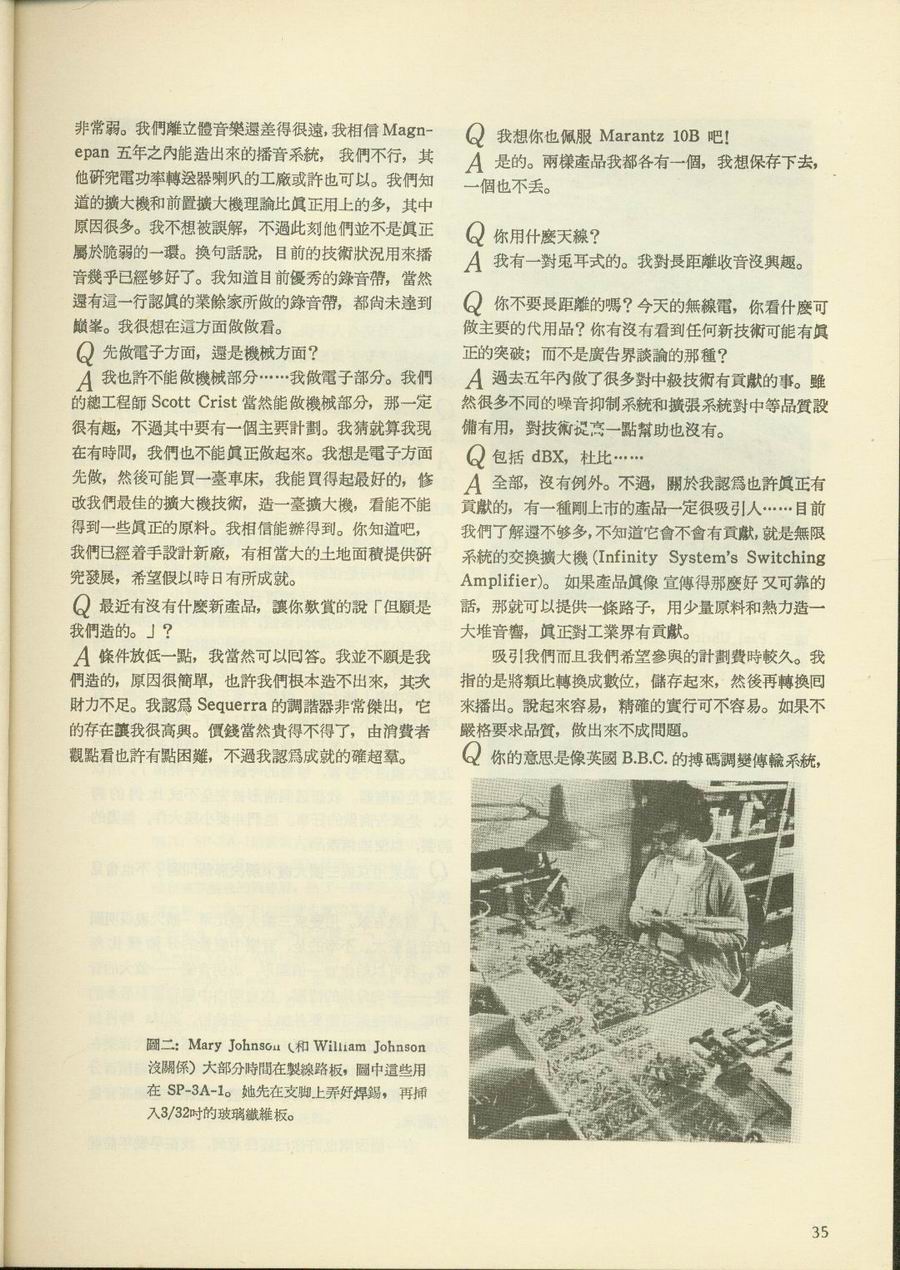 非常弱。我們離立體音樂還差得很遠，我相信 Magn-
epan 五年之內能造出來的播音系統，我們不行，其
他研究電功率轉送器喇叭的工廠或許也可以。我們知
道的擴大機和前置擴大機理論比眞正用上的多，其中
原因很多。我不想被誤解，不過此刻他們並不是眞正
屬於脆弱的一環。換句話說，目前的技術狀況用來播
音幾乎已經够好了。我知道目前優秀的錄音帶，當然
還有這一行認眞的業餘家所做的錄音帶，都尙未達到
巔峯。我很想在這方面做做看。
Q 先做電子方面，還是機械方面？
A 我也許不能做機械部分……我做電子部分。我們
的總工程師 Scott Crist 當然能做機械部分，那一定
很有趣，不過其中要有一個主要計劃。我猜就算我現
在有時間，我們也不能眞正做起來。我想是電子方面
先做，然後可能買一臺車床，我能買得起最好的，修
改我們最佳的擴大機技術，造一臺擴大機，看能不能
得到一些眞正的原料。我相信能辦得到。你知道吧，
我們已經着手設計新廠，有相當大的土地面積提供研
究發展，希望假以時日有所成就。
Q 最近有沒有什麼新產品，讓你歎賞的說「但願是
我們造的。」？
A 條件放低一點，我當然可以回答。我並不願是我
們造的，原因很簡單，也許我們根本造不出來，其次
財力不足。我認爲 Sequerra 的調諧器非常傑出，它
的存在讓我很高興。價錢當然貴得不得了，由消費者
觀點看也許有點困難，不過我認爲成就的確超羣。
Q 我想你也佩服 Marantz 10B 吧！
A 是的。兩樣產品我都各有一個，我想保存下去，
一個也不丢。
Q 你用什麼天線？
A 我有一對兎耳式的。我對長距離收音沒興趣。
Q 你不要長距離的嗎？今天的無線電，你看什麼可
做主要的代用品？你有沒有看到任何新技術可能有眞
正的突破；而不是廣告界談論的那種？
A 過去五年內做了很多對中級技術有貢獻的事。雖
然很多不同的噪音抑制系統和擴張系統對中等品質設
備有用，對技術提高一點幫助也沒有。
Q 包括 dBX，杜比……
A 全部，沒有例外。不過，關於我認爲也許眞正有
貢獻的，有一種剛上市的產品一定很吸引人……目前
我們了解還不够多，不知道它會不會有貢獻，就是無限
系統的交換擴大機 (Infinity System's Switching
Amplifier)。如果產品眞像宣傳得那麼好又可靠的
話，那就可以提供一條路子，用少量原料和熱力造一
大堆音響，眞正對工業界有貢獻。
吸引我們而且我們希望參與的計劃費時較久。我
指的是將類比轉換成數位，儲存起來，然後再轉換回
來播出。說起來容易，精確的實行可不容易。如果不
嚴格要求品質，做出來不成問題。
Q 你的意思是像英國 B.B.C. 的搏碼調變傳輸系統，
圖二：Mary Johnson（和 William Johnson
沒關係）大部分時間在製線路板，圖中這些用
在 SP-3A-1。她先在支脚上弄好焊錫，再插
入3/32吋的玻璃纖維板。
35